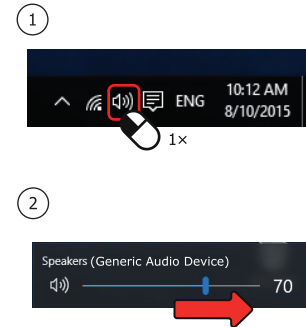 1
10:12 AM
ENG
8/10/2015
1×
2
Speakers (Generic Audio Device)
70